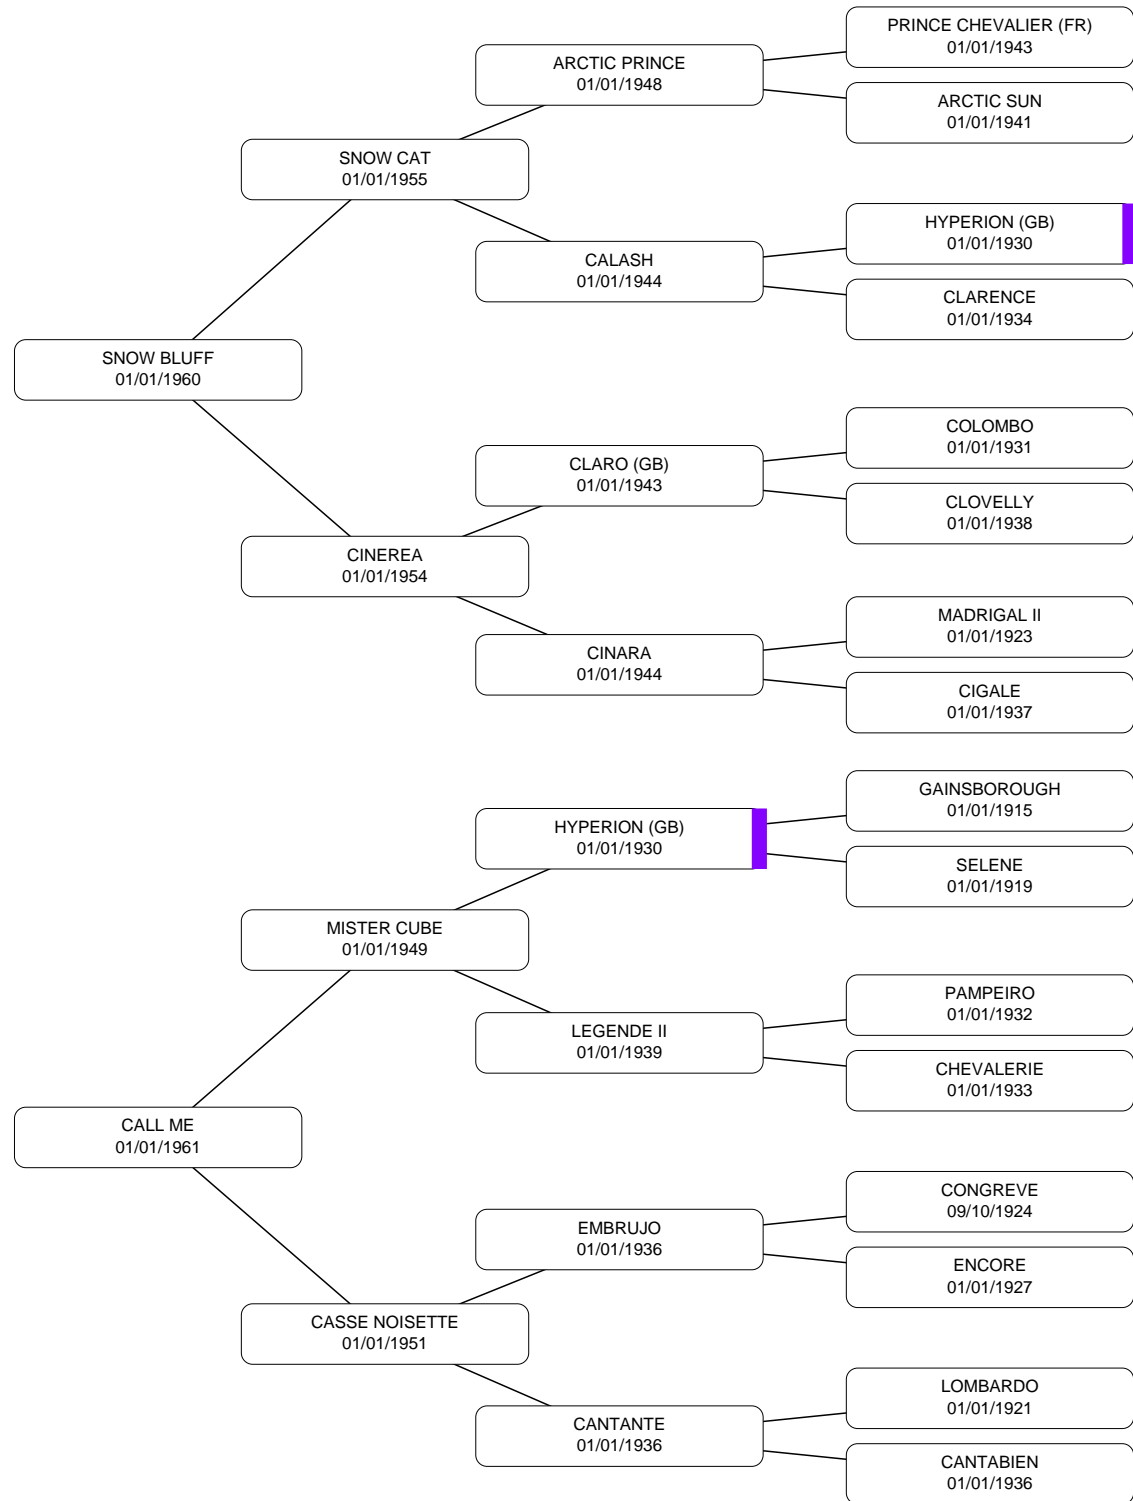 PRINCE CHEVALIER (FR)
01/01/1943
ARCTIC PRINCE
01/01/1948
ARCTIC SUN
01/01/1941
SNOW CAT
01/01/1955
HYPERION (GB)
01/01/1930
CALASH
01/01/1944
CLARENCE
01/01/1934
SNOW BLUFF
01/01/1960
COLOMBO
01/01/1931
CLARO (GB)
01/01/1943
CLOVELLY
01/01/1938
CINEREA
01/01/1954
MADRIGAL II
01/01/1923
CINARA
01/01/1944
CIGALE
01/01/1937
GAINSBOROUGH
01/01/1915
HYPERION (GB)
01/01/1930
SELENE
01/01/1919
MISTER CUBE
01/01/1949
PAMPEIRO
01/01/1932
LEGENDE II
01/01/1939
CHEVALERIE
01/01/1933
CALL ME
01/01/1961
CONGREVE
09/10/1924
EMBRUJO
01/01/1936
ENCORE
01/01/1927
CASSE NOISETTE
01/01/1951
LOMBARDO
01/01/1921
CANTANTE
01/01/1936
CANTABIEN
01/01/1936